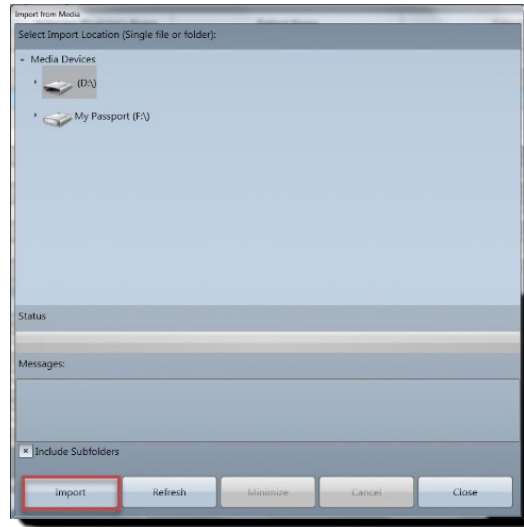 Import from Media
Select Import Location (Single file or folder):
Media Devices
(D:\)
My Passport (F:\)
Status
Messages:
Include Subfolders
Import Refresh Minimize Cancel Close